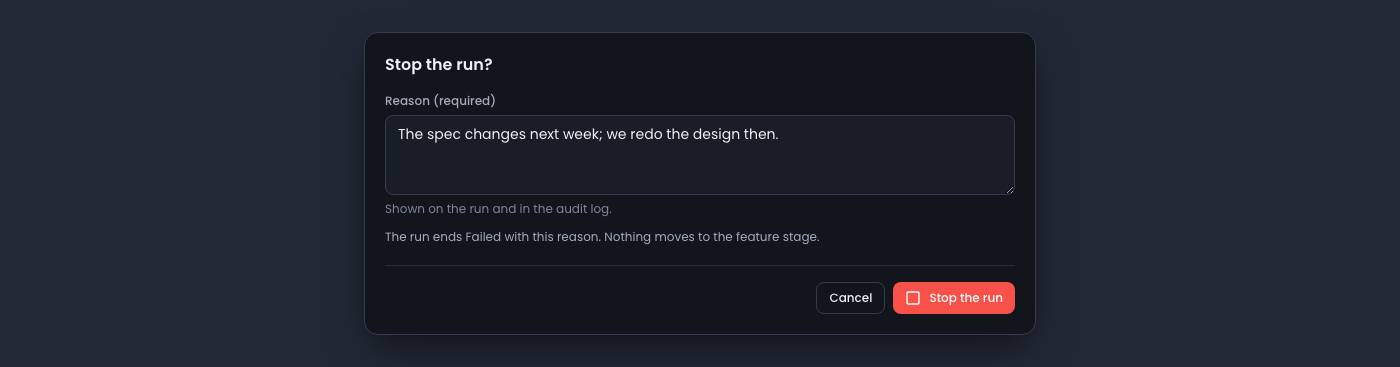 Stop the run?
Reason (required)
The spec changes next week; we redo the design then.
Shown on the run and in the audit log.
The run ends Failed with this reason. Nothing moves to the feature stage.
Cancel
Stop the run